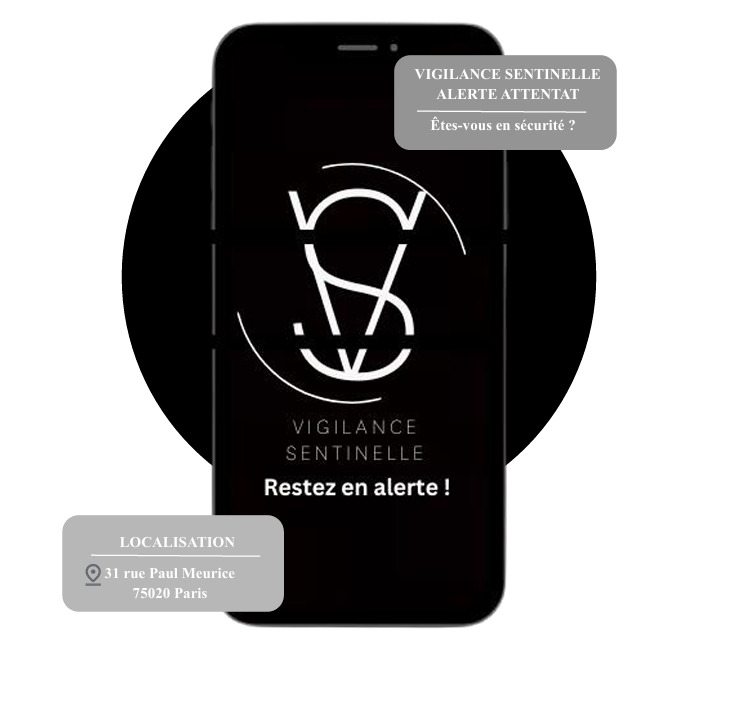 VIGILANCE SENTINELLE
ALERTE ATTENTAT
Êtes-vous en sécurité ?
VS
VIGILANCE
SENTINELLE
Restez en alerte !
LOCALISATION
31 rue Paul Meurice
75020 Paris